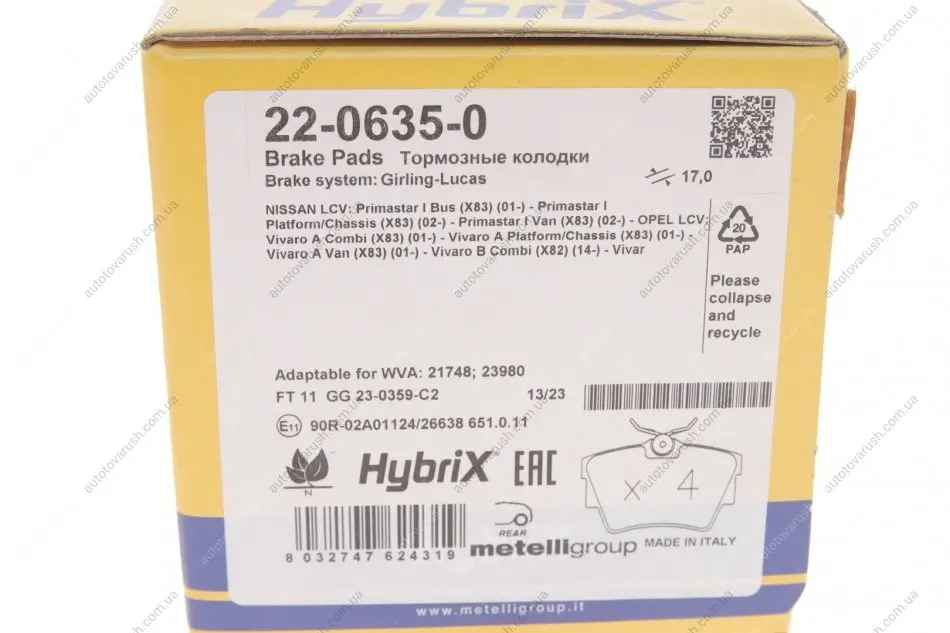 HybriX
22-0635-0
Brake Pads Тормозные колодки
Brake system: Girling-Lucas
17,0
NISSAN LCV: Primastar I Bus (X83) (01-) - Primastar I
Platform/Chassis (X83) (02-) - Primastar I Van (X83) (02-) - OPEL LCV:
Vivaro A Combi (X83) (01-) - Vivaro A Platform/Chassis (X83) (01-) -
Vivaro A Van (X83) (01-) - Vivaro B Combi (X82) (14-) - Vivar
20
PAP
Please
collapse
and
recycle
Adaptable for WVA: 21748; 23980
FT 11 GG 23-0359-C2 13/23
E11 90R-02A01124/26638 651.0.11
N
HybriX EAC
x 4
8 032747 624319
REAR
metelligroup MADE IN ITALY
www.metelligroup.it
autotovarush.com.ua